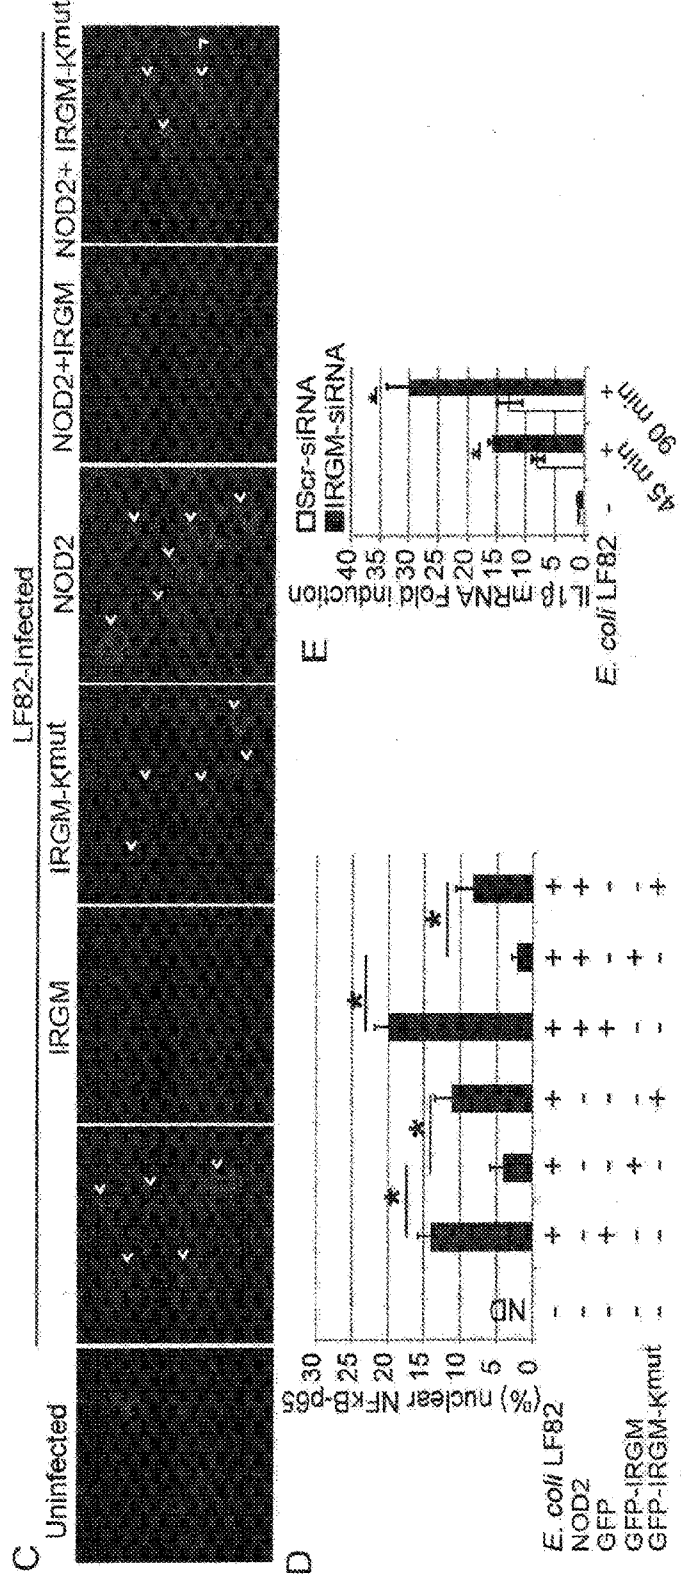 C
LF82-Infected
Uninfected IRGM IRGM-Kmut NOD2 NOD2+IRGM NOD2+ IRGM-Kmut
D
(%) nuclear NFκB-p65
30
25
20
15
10
5
0
ND
* * * *
E. coli LF82 - + + + + + +
NOD2 - - - - + + +
GFP - + - - + - -
GFP-IRGM - - + - - + -
GFP-IRGM-Kmut - - - + - - +
E
□Scr-siRNA
■IRGM-siRNA
IL1β mRNA Fold induction
40
35
30
25
20
15
10
5
0
* *
E. coli LF82 - + +
45 min 90 min